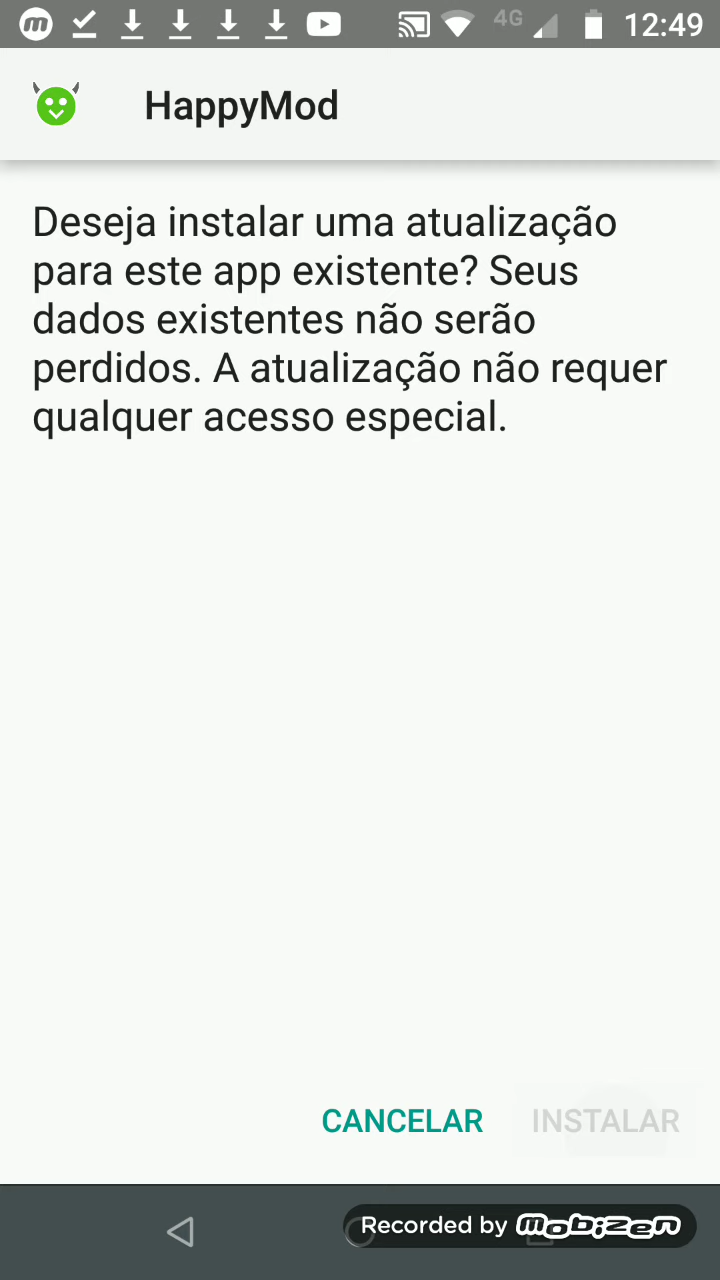 4G 12:49
HappyMod
Deseja instalar uma atualização
para este app existente? Seus
dados existentes não serão
perdidos. A atualização não requer
qualquer acesso especial.
CANCELAR INSTALAR
Recorded by mobizen